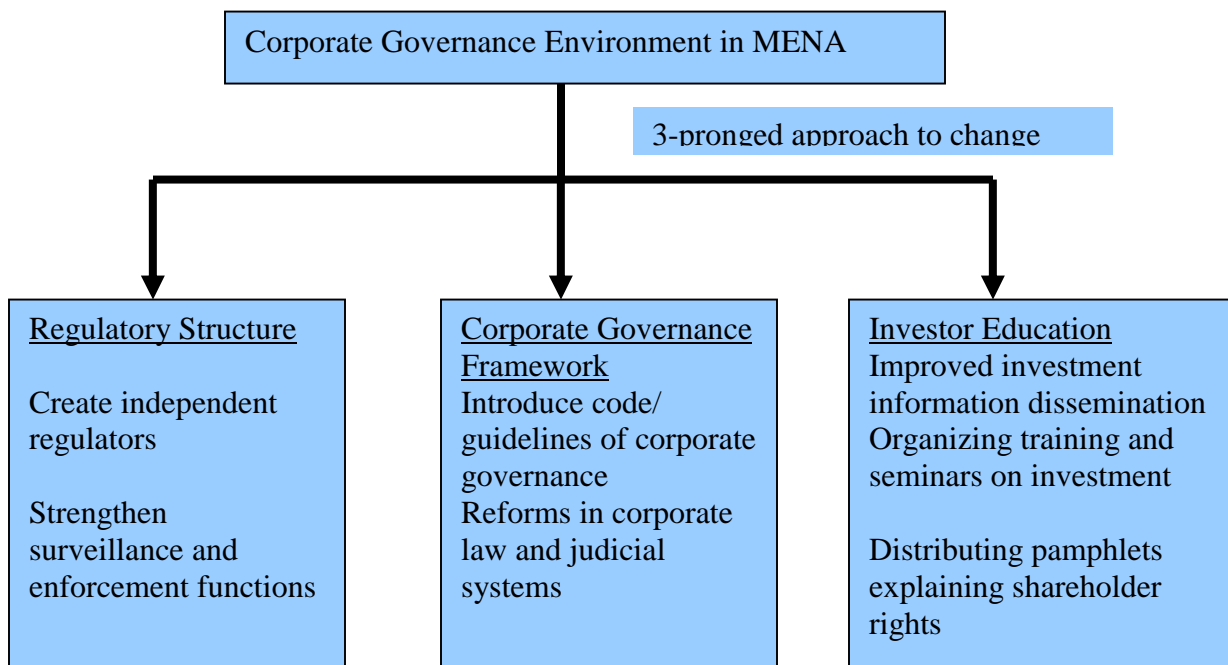 Corporate Governance Environment in MENA
3-pronged approach to change
Regulatory Structure
Create independent
regulators
Strengthen
surveillance and
enforcement functions
Corporate Governance
Framework
Introduce code/
guidelines of corporate
governance
Reforms in corporate
law and judicial
systems
Investor Education
Improved investment
information dissemination
Organizing training and
seminars on investment
Distributing pamphlets
explaining shareholder
rights